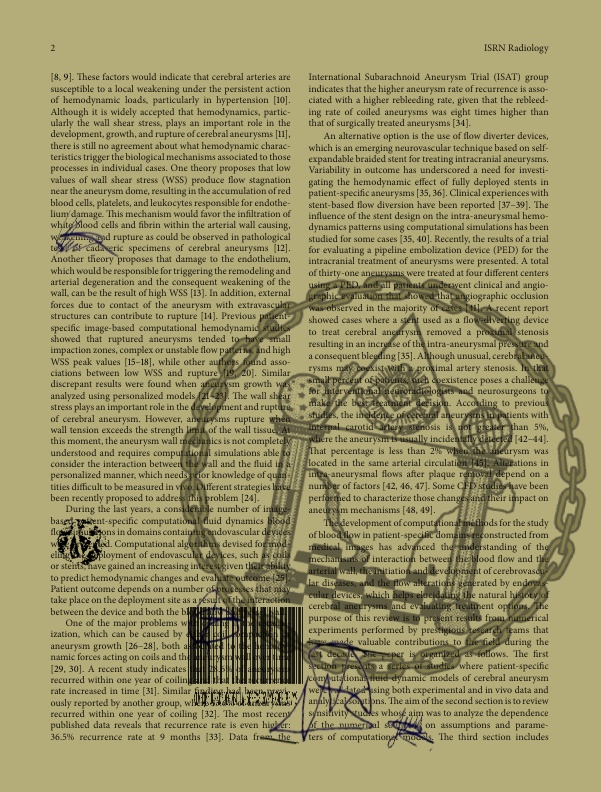 2
ISRN Radiology
[8, 9]. These factors would indicate that cerebral arteries are
susceptible to a local weakening under the persistent action
of hemodynamic loads, particularly in hypertension [10].
Although it is widely accepted that hemodynamics, partic-
ularly the wall shear stress, plays an important role in the
development, growth, and rupture of cerebral aneurysms [11],
there is still no agreement about what hemodynamic charac-
teristics trigger the biological mechanisms associated to those
processes in individual cases. One theory proposes that low
values of wall shear stress (WSS) produce flow stagnation
near the aneurysm dome, resulting in the accumulation of red
blood cells, platelets, and leukocytes responsible for endothe-
lium damage. This mechanism would favor the infiltration of
white blood cells and fibrin within the arterial wall causing,
and rupture as could be observed in pathological
cadaveric specimens of cerebral aneurysms [12].
Another theory proposes that damage to the endothelium,
which would be responsible for triggering the remodeling and
arterial degeneration and the consequent weakening of the
wall, can be the result of high WSS [13]. In addition, external
forces due to contact of the aneurysm with extravascular
structures can contribute to rupture [14]. Previous patient-
specific image-based computational hemodynamic studies
showed that ruptured aneurysms tended to have small
impaction zones, complex or unstable flow patterns, and high
WSS peak values [15–18], while other authors found asso-
ciations between low WSS and rupture [19, 20]. Similar
discrepant results were found when aneurysm growth was
analyzed using personalized models [21–23]. The wall shear
stress plays an important role in the development and rupture
of cerebral aneurysm. However, aneurysms rupture when
wall tension exceeds the strength limit of the wall tissue. At
this moment, the aneurysm wall mechanics is not completely
understood and requires computational simulations able to
consider the interaction between the wall and the fluid in a
personalized manner, which needs prior knowledge of quan-
tities difficult to be measured in vivo. Different strategies have
been recently proposed to address this problem [24].
During the last years, a considerable number of image-
based patient-specific computational fluid dynamics blood
in domains containing endovascular devices
Computational algorithms devised for mod-
deployment of endovascular devices, such as coils
or stents, have gained an increasing interest given their ability
to predict hemodynamic changes and evaluate outcome [25].
Patient outcome depends on a number of processes that may
take place on the deployment site as a result of the interaction
between the device and both the
One of the major problems
ization, which can be caused by
aneurysm growth [26–28], both
namic forces acting on coils and the
[29, 30]. A recent study indicates
recurred within one year of coiling
rate increased in time [31]. Similar finding had been previ-
ously reported by another group, where
recurred within one year of coiling [32]. The most recent
published data reveals that recurrence rate is even higher:
36.5% recurrence rate at 9 months [33]. Data from the
International Subarachnoid Aneurysm Trial (ISAT) group
indicates that the higher aneurysm rate of recurrence is asso-
ciated with a higher rebleeding rate, given that the rebleed-
ing rate of coiled aneurysms was eight times higher than
that of surgically treated aneurysms [34].
An alternative option is the use of flow diverter devices,
which is an emerging neurovascular technique based on self-
expandable braided stent for treating intracranial aneurysms.
Variability in outcome has underscored a need for investi-
gating the hemodynamic effect of fully deployed stents in
patient-specific aneurysms [35, 36]. Clinical experiences with
stent-based flow diversion have been reported [37–39]. The
influence of the stent design on the intra-aneurysmal hemo-
dynamics patterns using computational simulations has been
studied for some cases [35, 40]. Recently, the results of a trial
for evaluating a pipeline embolization device (PED) for the
intracranial treatment of aneurysms were presented. A total
of thirty-one aneurysms were treated at four different centers
using a PED, and all patients underwent clinical and angio-
graphic evaluation that showed that angiographic occlusion
was observed in the majority of cases [41]. A recent report
showed cases where a stent used as a flow-diverting device
to treat cerebral aneurysm removed a proximal stenosis
resulting in an increase of the intra-aneurysmal pressure and
a consequent bleeding [35]. Although unusual, cerebral aneu-
rysms may coexist with a proximal artery stenosis. In that
small percent of patients, such coexistence poses a challenge
for interventional neuroradiologists and neurosurgeons to
make the best treatment decision. According to previous
studies, the incidence of cerebral aneurysms in patients with
internal carotid artery stenosis is not greater than 5%,
where the aneurysm is usually incidentally detected [42–44].
That percentage is less than 2% when the aneurysm was
located in the same arterial circulation [45]. Alterations in
intra-aneurysmal flows after plaque removal depend on a
number of factors [42, 46, 47]. Some CFD studies have been
performed to characterize those changes and their impact on
aneurysm mechanisms [48, 49].
The development of computational methods for the study
of blood flow in patient-specific domains reconstructed from
medical images has advanced the understanding of the
mechanisms of interaction between the blood flow and the
arterial wall, the initiation and development of cerebrovascu-
lar diseases, and the flow alterations generated by endovas-
cular devices, which helps elucidating the natural history of
cerebral aneurysms and evaluating treatment options. The
purpose of this review is to present results from numerical
experiments performed by prestigious research teams that
have made valuable contributions to the field during the
last decade. The paper is organized as follows. The first
section presents a series of studies where patient-specific
computational fluid dynamic models of cerebral aneurysm
were validated using both experimental and in vivo data and
analytical solutions. The aim of the second section is to review
sensitivity studies whose aim was to analyze the dependence
of the numerical solution on assumptions and parame-
ters of computational models. The third section includes